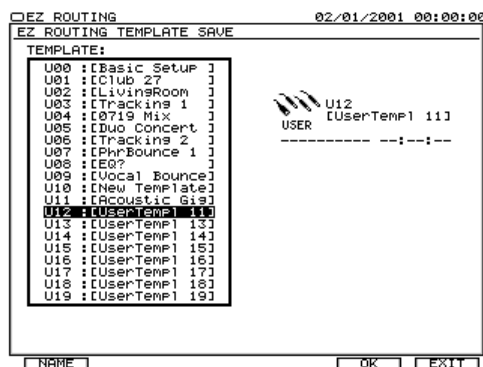 EZ ROUTING 02/01/2001 00:00:00
EZ ROUTING TEMPLATE SAVE
TEMPLATE:
U00 :[Basic Setup ]
U01 :[Club 27 ]
U02 :[LivingRoom ]
U03 :[Tracking 1 ]
U04 :[0719 Mix ]
U05 :[Duo Concert ]
U06 :[Tracking 2 ]
U07 :[PhrBounce 1 ]
U08 :[EQ? ]
U09 :[Vocal Bounce]
U10 :[New Template]
U11 :[Acoustic Gig]
U12 :[UserTempl 11]
U13 :[UserTempl 13]
U14 :[UserTempl 14]
U15 :[UserTempl 15]
U16 :[UserTempl 16]
U17 :[UserTempl 17]
U18 :[UserTempl 18]
U19 :[UserTempl 19]
USER
U12
[UserTempl 11]
---------- --:--:--
NAME OK EXIT